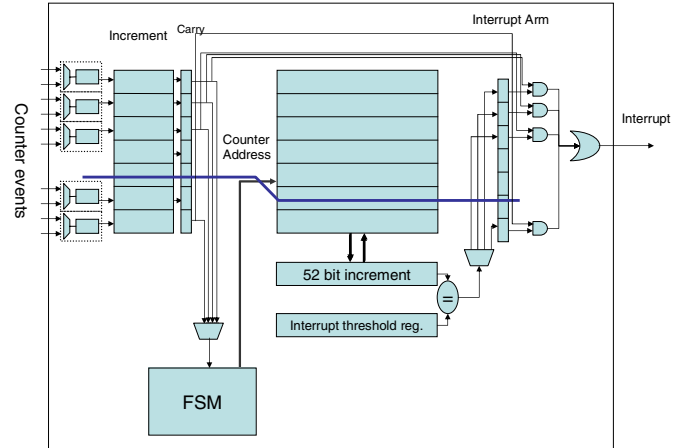 Interrupt Arm
Increment
Carry
Counter events
Counter
Address
Interrupt
52 bit increment
=
Interrupt threshold reg.
FSM